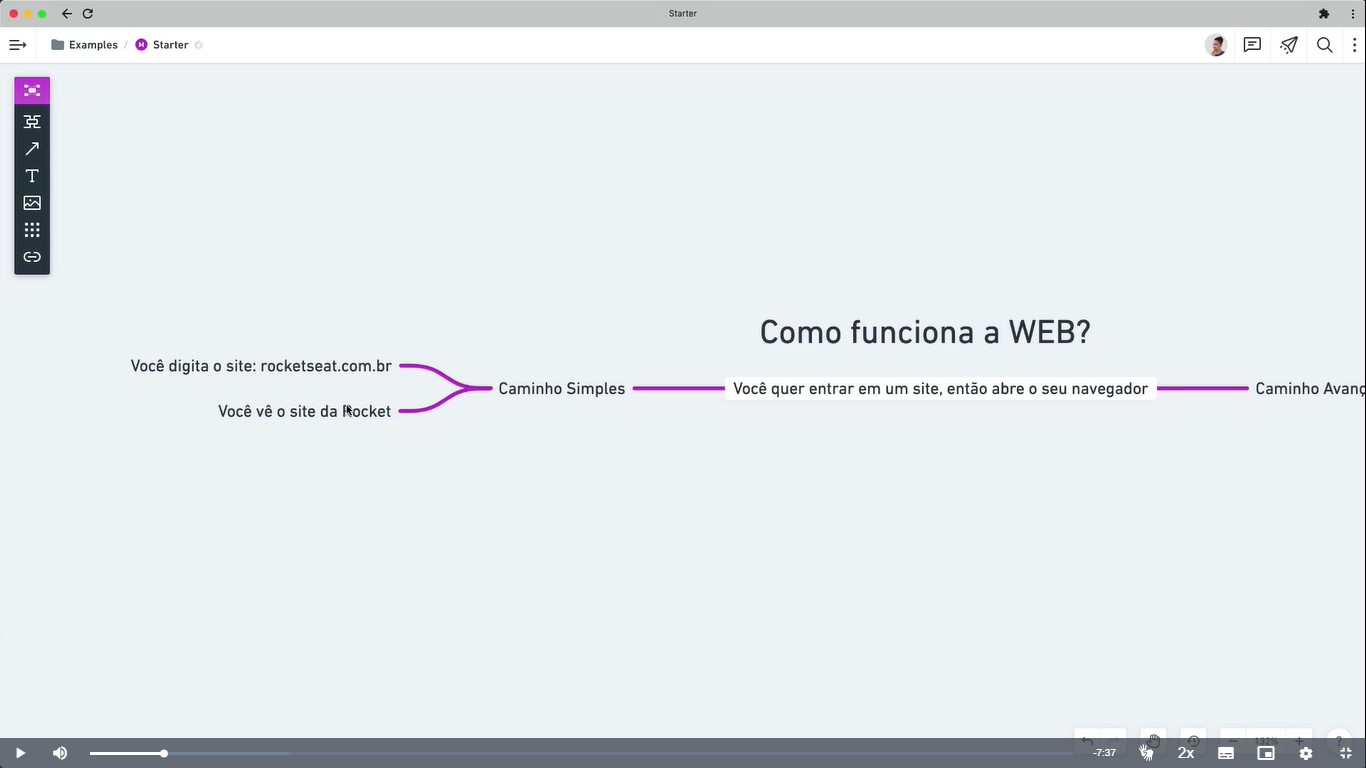 Starter
Examples / M Starter
Como funciona a WEB?
Você digita o site: rocketseat.com.br
Caminho Simples
Você quer entrar em um site, então abre o seu navegador
Caminho Avanç
Você vê o site da Rocket
132%
-7:37
2x